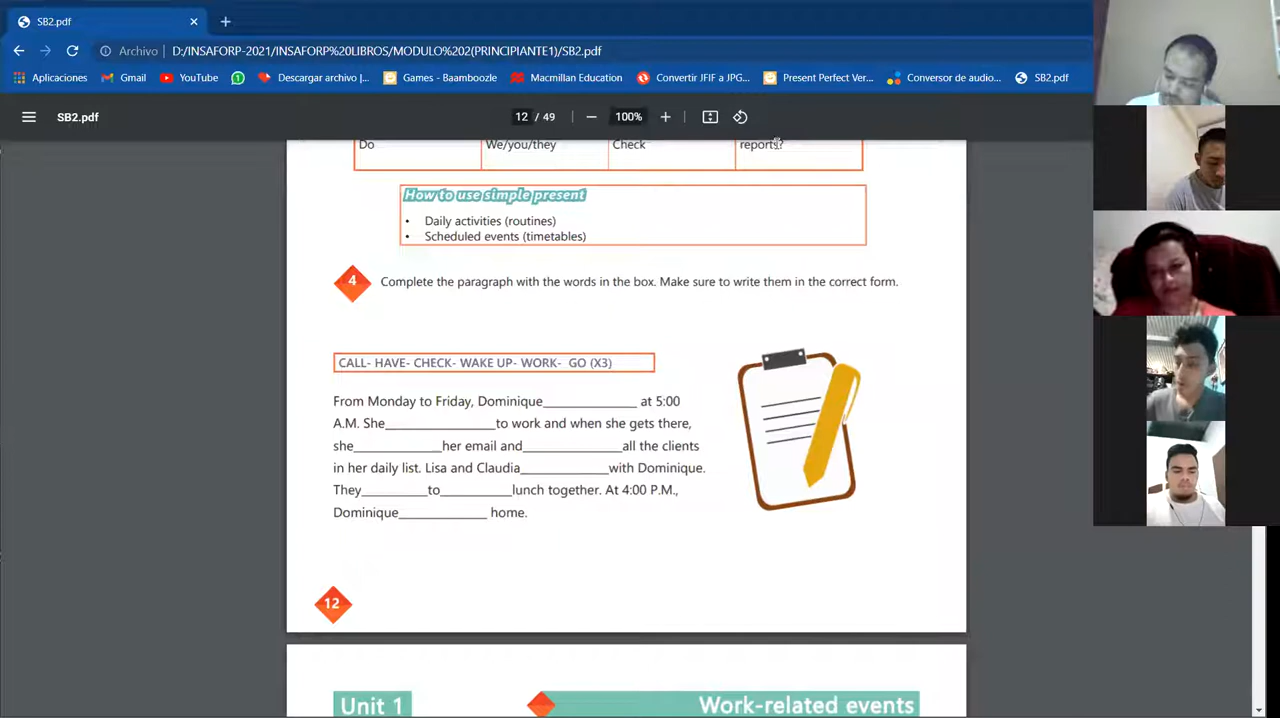 SB2.pdf
Archivo D:/INSAFORP-2021/INSAFORP%20LIBROS/MODULO%202(PRINCIPIANTE1)/SB2.pdf
Aplicaciones Gmail YouTube Descargar archivo |... Games - Baamboozle Macmillan Education Convertir JFIF a JPG... Present Perfect Ver... Conversor de audio... SB2.pdf
SB2.pdf 12 / 49 100%
Do We/you/they Check reports?
How to use simple present
• Daily activities (routines)
• Scheduled events (timetables)
4 Complete the paragraph with the words in the box. Make sure to write them in the correct form.
CALL- HAVE- CHECK- WAKE UP- WORK- GO (X3)
From Monday to Friday, Dominique______________ at 5:00
A.M. She________________to work and when she gets there,
she_____________her email and_______________all the clients
in her daily list. Lisa and Claudia_____________with Dominique.
They__________to___________lunch together. At 4:00 P.M.,
Dominique_____________ home.
12
Unit 1 Work-related events